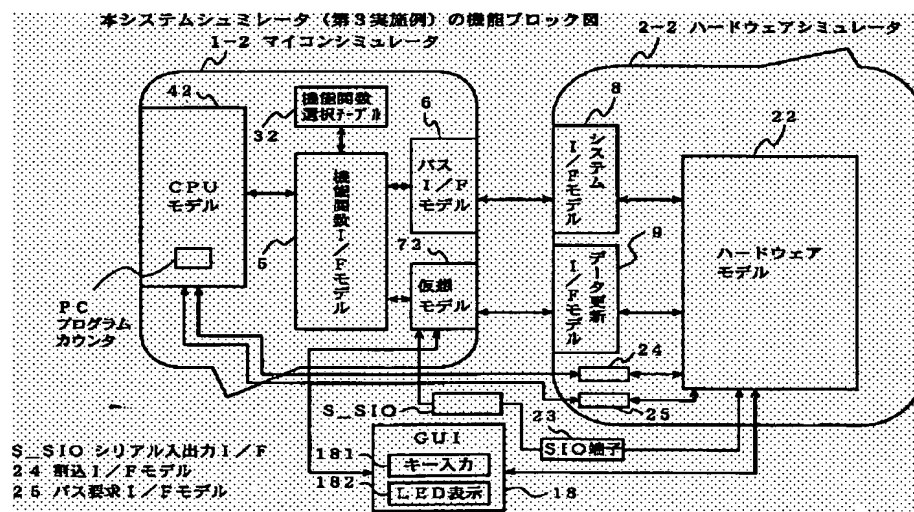 本システムシュミレータ(第3実施例)の機能ブロック図
1-2 マイコンシミュレータ
2-2 ハードウェアシミュレータ
42
機能関数
選択テーブル
32
6
8
22
CPU
モデル
機能関数I/Fモデル
バス
I/F
モデル
システム
I/Fモデル
ハードウェア
モデル
5
73
9
仮想
モデル
データ更新
I/Fモデル
PC
プログラム
カウンタ
24
25
S_SIO
23
SIO端子
GUI
181
キー入力
182
LED表示
18
S_SIO シリアル入出力I/F
24 割込I/Fモデル
25 バス要求I/Fモデル